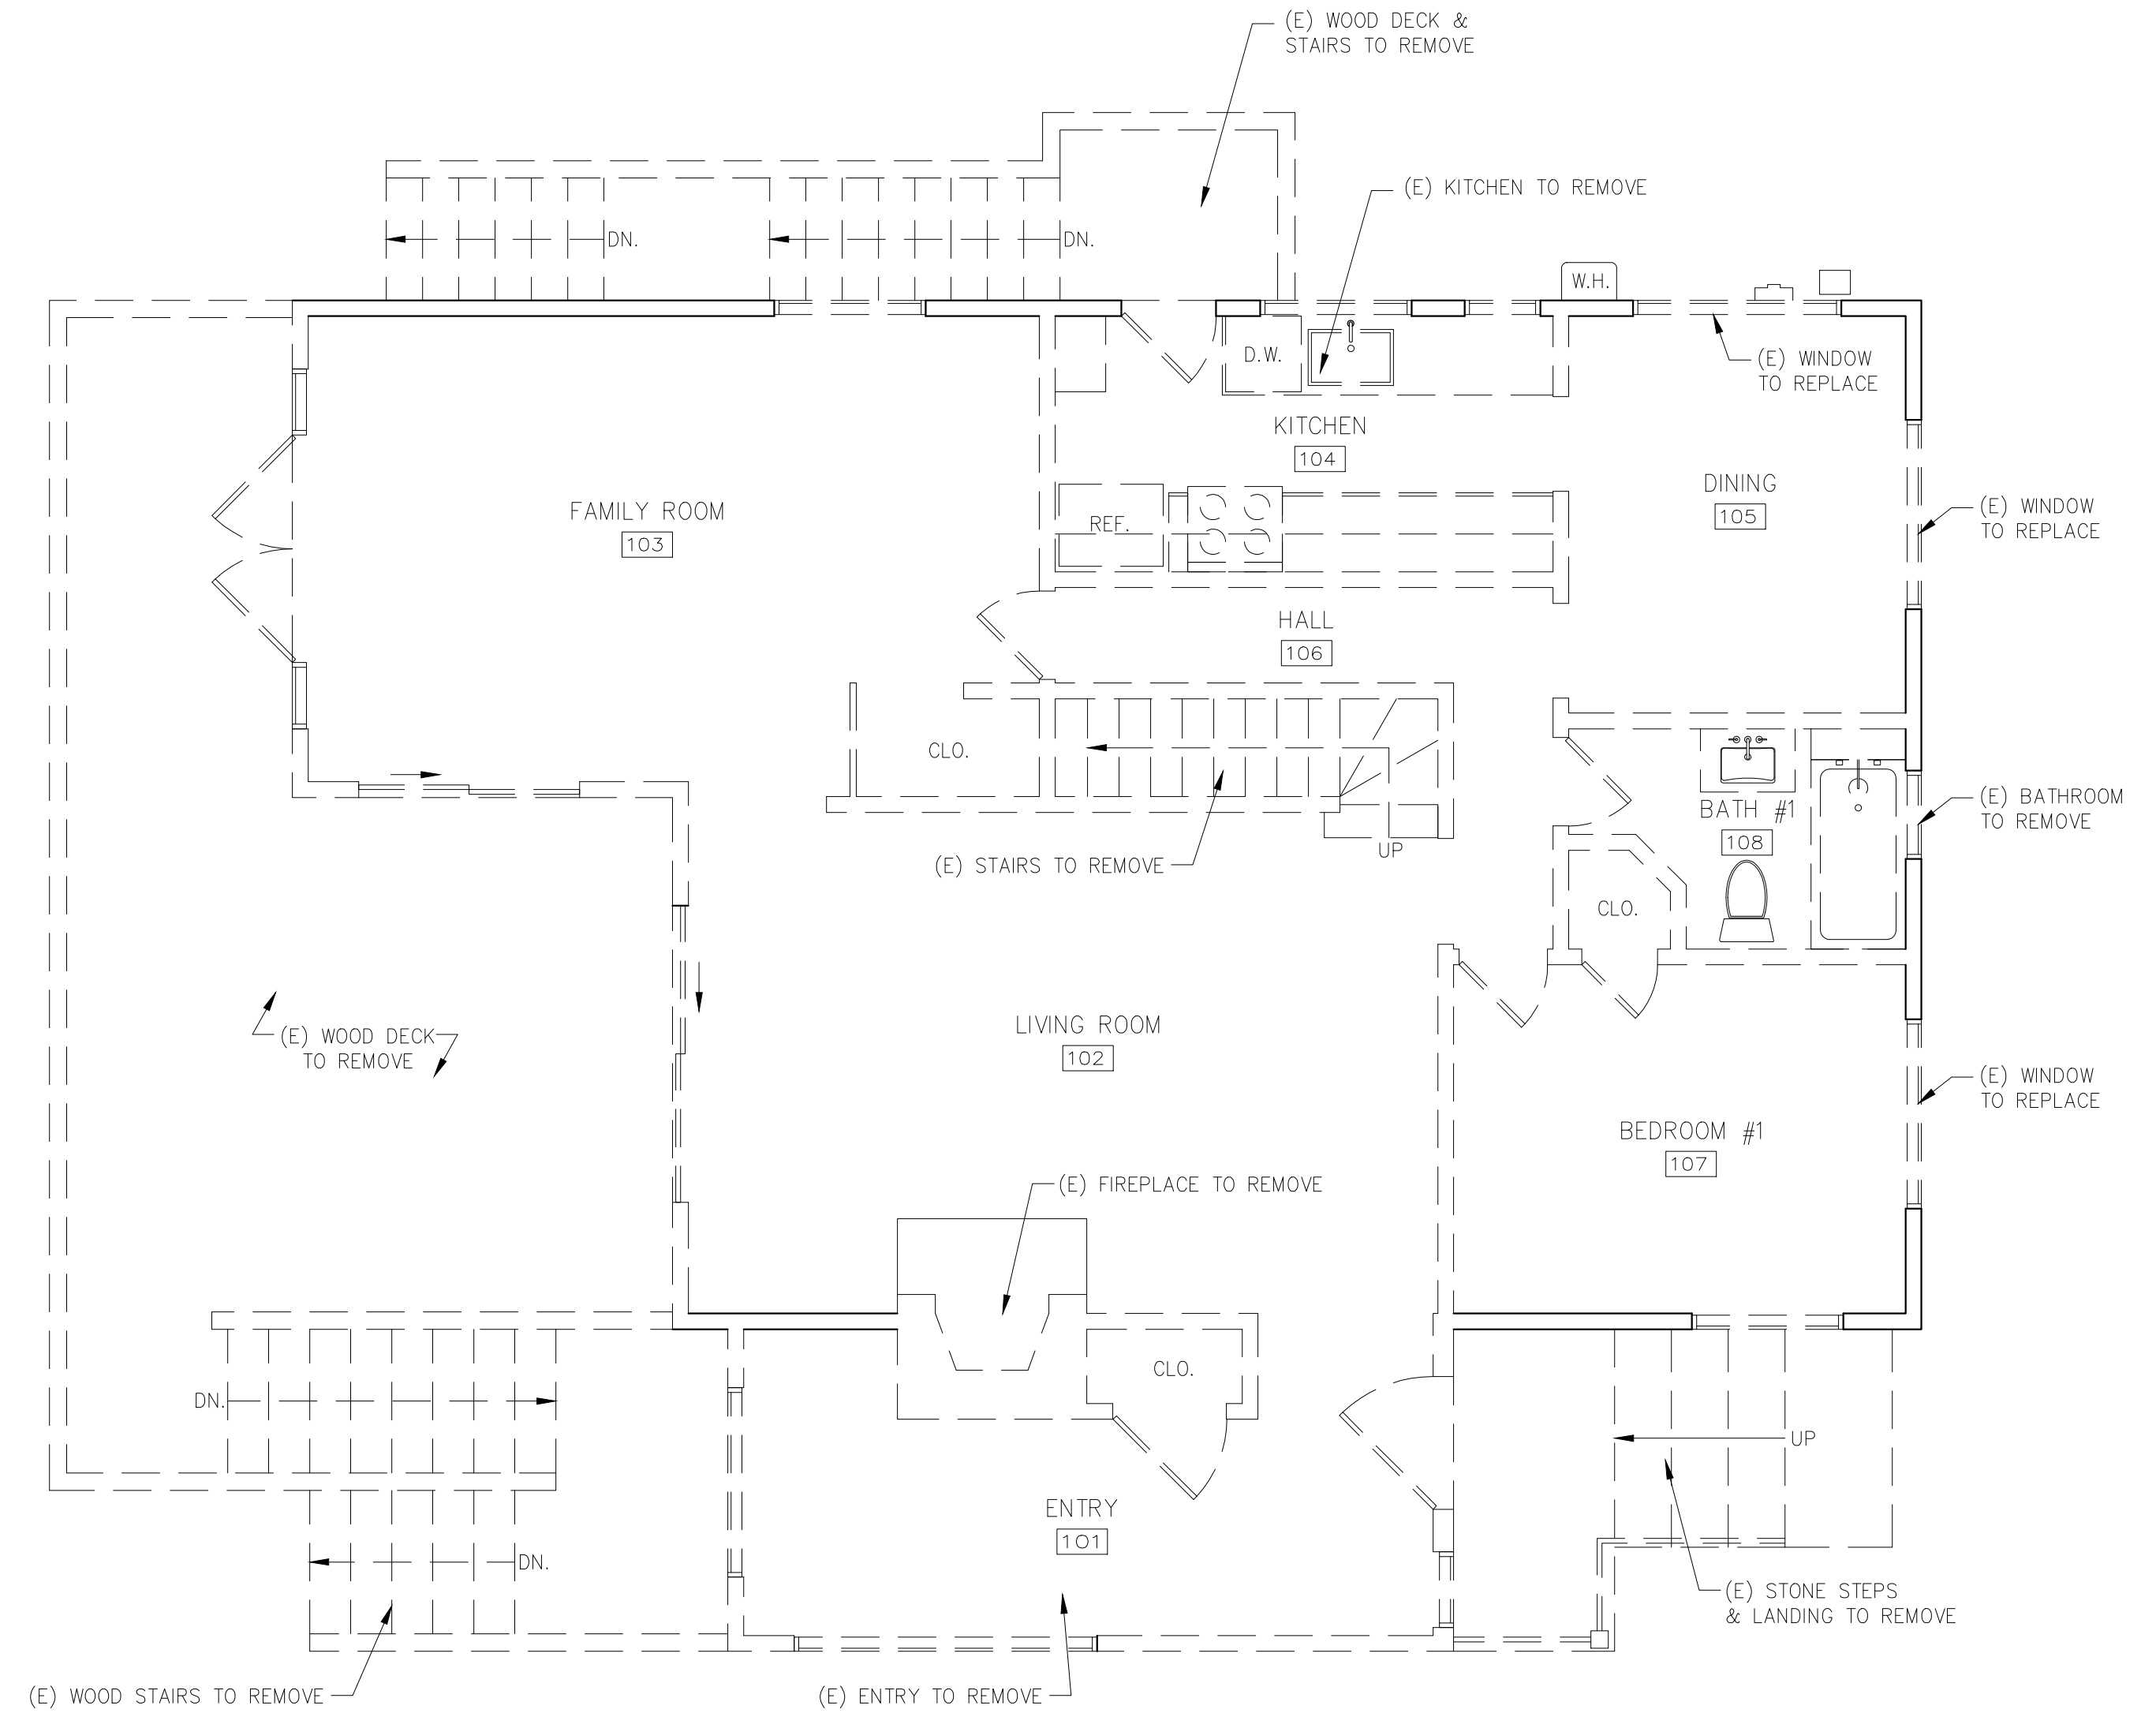 (E) WOOD DECK &
STAIRS TO REMOVE
(E) KITCHEN TO REMOVE
DN.
DN.
W.H.
D.W.
(E) WINDOW
TO REPLACE
KITCHEN
104
FAMILY ROOM
103
REF.
DINING
105
(E) WINDOW
TO REPLACE
HALL
106
CLO.
(E) STAIRS TO REMOVE
UP
BATH #1
108
(E) BATHROOM
TO REMOVE
CLO.
(E) WOOD DECK
TO REMOVE
LIVING ROOM
102
(E) WINDOW
TO REPLACE
BEDROOM #1
107
(E) FIREPLACE TO REMOVE
CLO.
DN.
UP
ENTRY
101
DN.
(E) STONE STEPS
& LANDING TO REMOVE
(E) WOOD STAIRS TO REMOVE
(E) ENTRY TO REMOVE